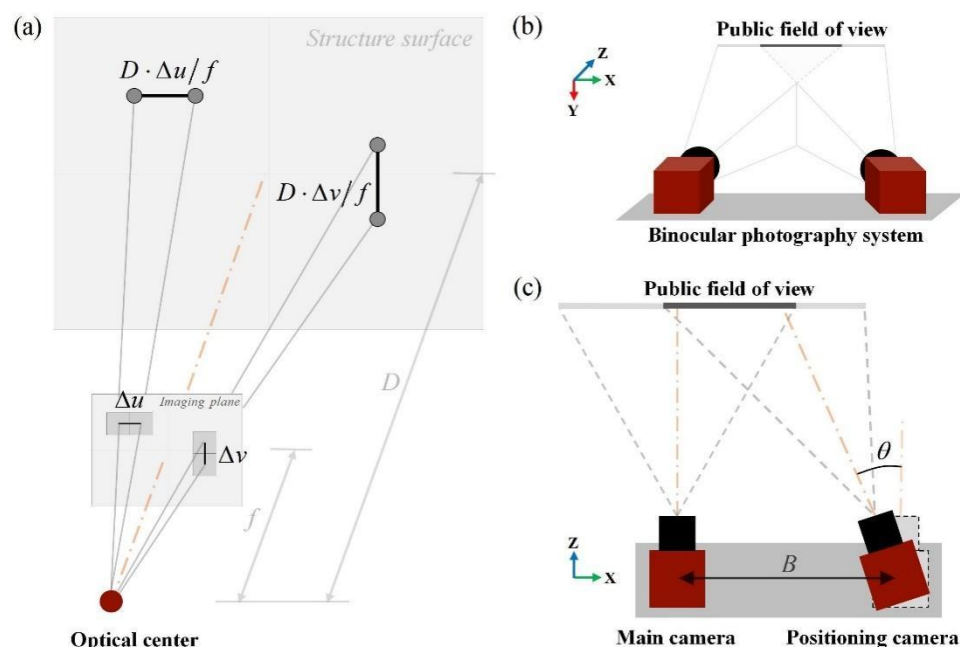 (a)
Structure surface
D · Δu/f
D · Δv/f
D
Δu
Imaging plane
Δv
f
Optical center
(b)
Public field of view
Z
X
Y
Binocular photography system
(c)
Public field of view
θ
Z
X
B
Main camera
Positioning camera